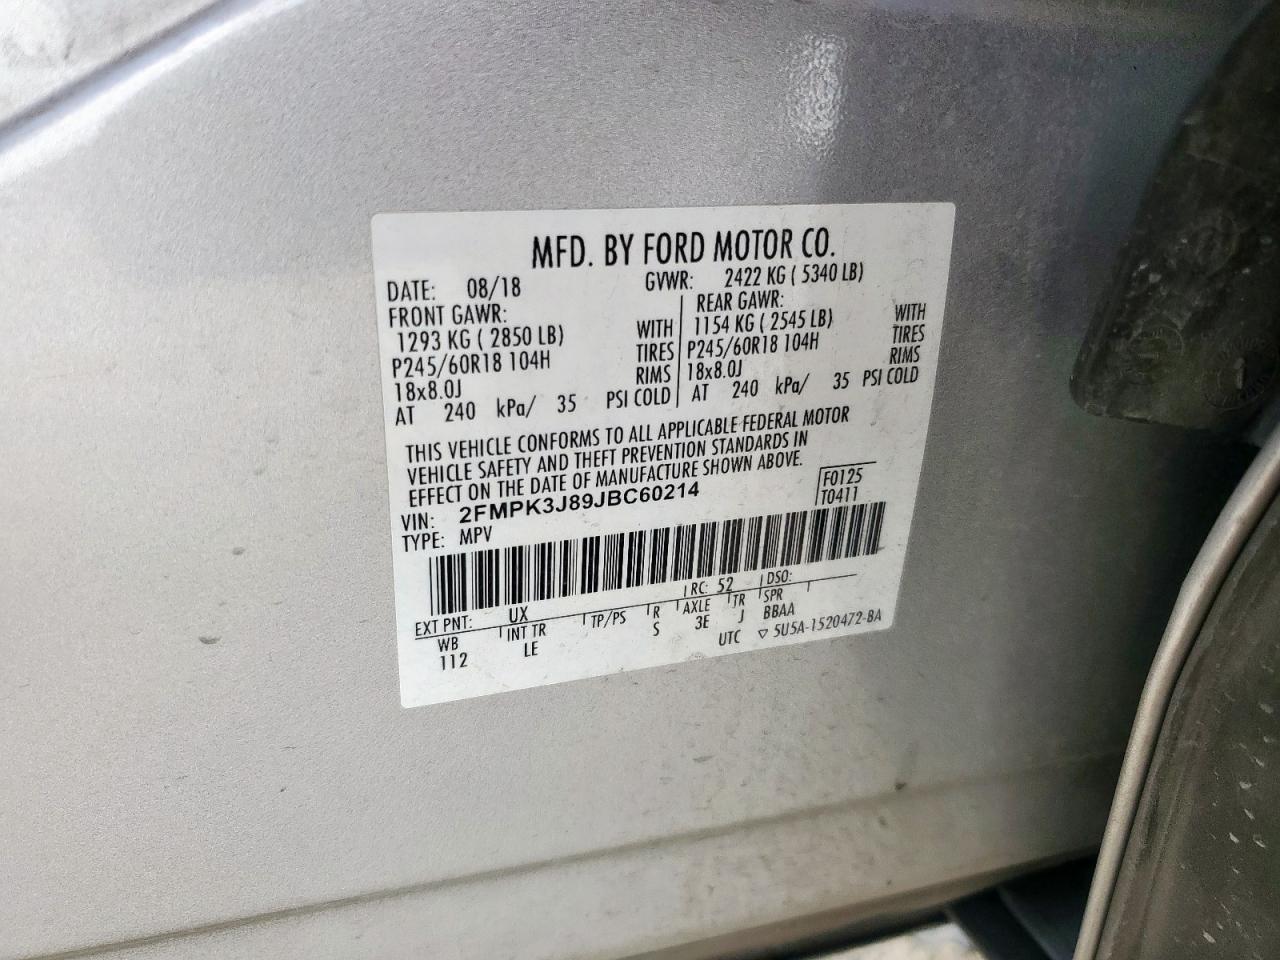 MFD. BY FORD MOTOR CO.
DATE: 08/18 GVWR: 2422 KG ( 5340 LB)
FRONT GAWR: REAR GAWR:
1293 KG ( 2850 LB) WITH 1154 KG ( 2545 LB) WITH
P245/60R18 104H TIRES P245/60R18 104H TIRES
18x8.0J RIMS 18x8.0J RIMS
AT 240 kPa/ 35 PSI COLD AT 240 kPa/ 35 PSI COLD
THIS VEHICLE CONFORMS TO ALL APPLICABLE FEDERAL MOTOR
VEHICLE SAFETY AND THEFT PREVENTION STANDARDS IN
EFFECT ON THE DATE OF MANUFACTURE SHOWN ABOVE.
VIN: 2FMPK3J89JBC60214 F0125
TYPE: MPV T0411
EXT PNT: UX RC: 52 DSO:
WB INT TR TP/PS R AXLE TR SPR
112 LE S 3E J BBAA
UTC ▽ 5U5A-1520472-BA